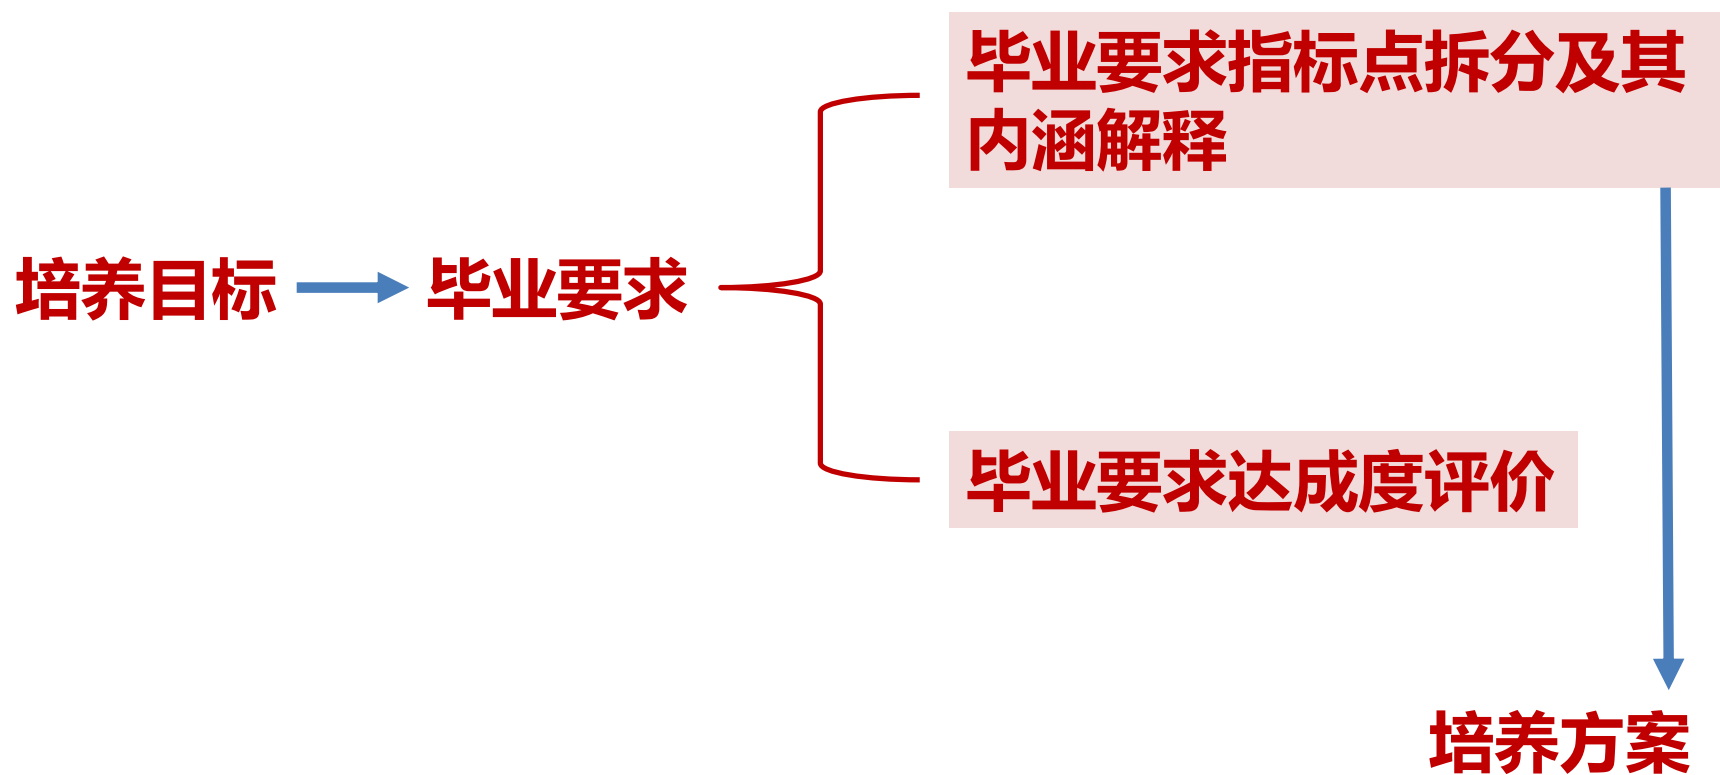 毕业要求指标点拆分及其
内涵解释
培养目标
毕业要求
毕业要求达成度评价
培养方案